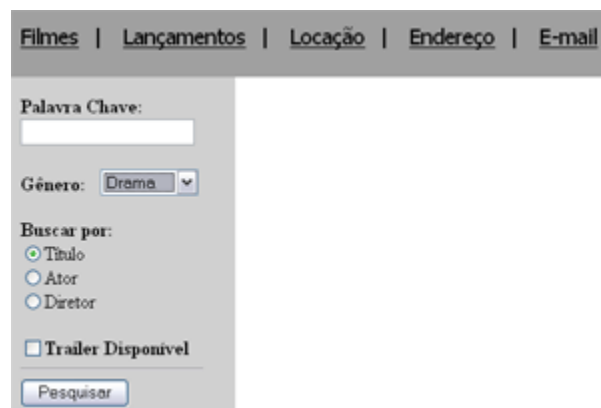 Filmes | Lançamentos | Locação | Endereço | E-mail
Palavra Chave:
Gênero: Drama
Buscar por:
Título
Ator
Diretor
Trailer Disponível
Pesquisar